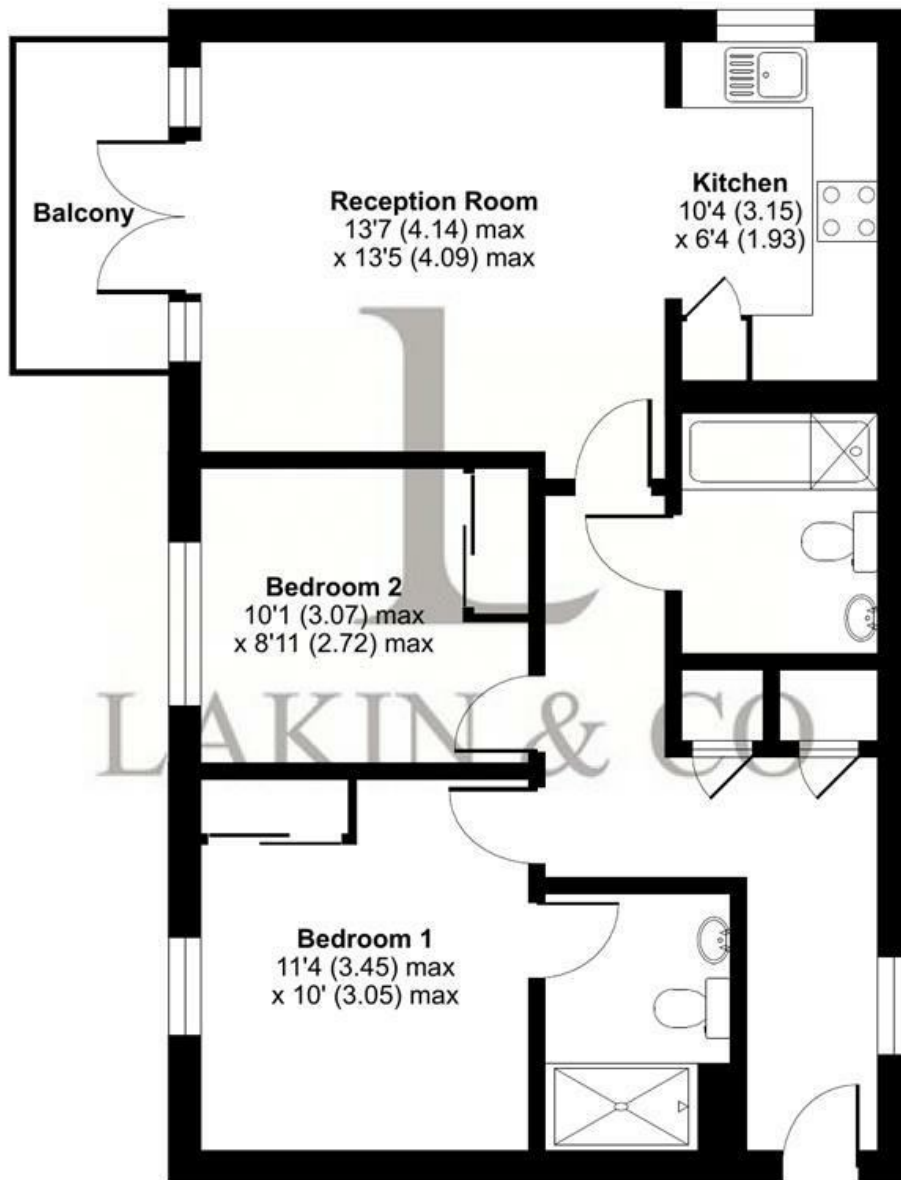 Balcony
Reception Room
13'7 (4.14) max
x 13'5 (4.09) max
Kitchen
10'4 (3.15)
x 6'4 (1.93)
Bedroom 2
10'1 (3.07) max
x 8'11 (2.72) max
LAKIN & CO
Bedroom 1
11'4 (3.45) max
x 10' (3.05) max